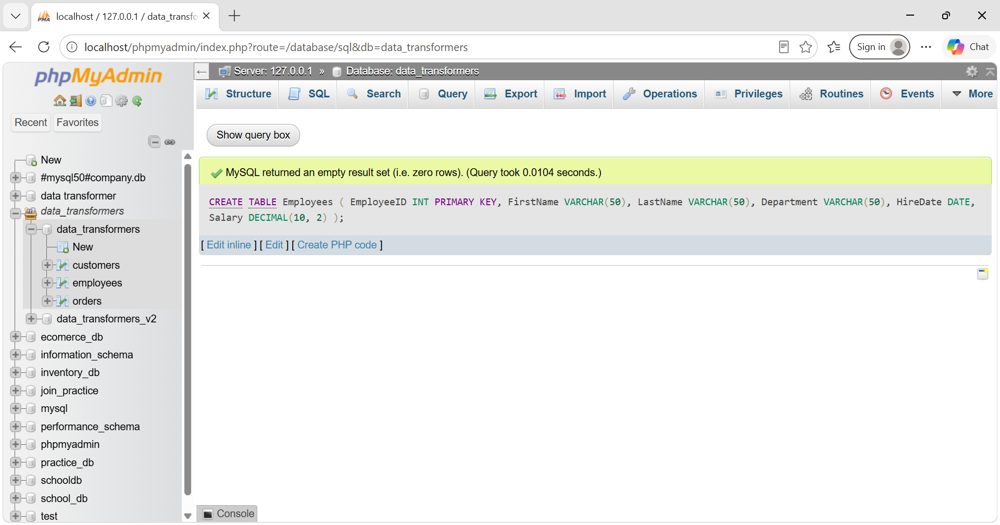 localhost / 127.0.0.1 / data_transfo
localhost/phpmyadmin/index.php?route=/database/sql&db=data_transformers
Sign in
Chat
phpMyAdmin
Recent
Favorites
New
#mysql50#company.db
data transformer
data_transformers
data_transformers
New
customers
employees
orders
data_transformers_v2
ecomerce_db
information_schema
inventory_db
join_practice
mysql
performance_schema
phpmyadmin
practice_db
schooldb
school_db
test
Server: 127.0.0.1 » Database: data_transformers
Structure SQL Search Query Export Import Operations Privileges Routines Events More
Show query box
MySQL returned an empty result set (i.e. zero rows). (Query took 0.0104 seconds.)
CREATE TABLE Employees ( EmployeeID INT PRIMARY KEY, FirstName VARCHAR(50), LastName VARCHAR(50), Department VARCHAR(50), HireDate DATE,
Salary DECIMAL(10, 2) );
[ Edit inline ] [ Edit ] [ Create PHP code ]
Console